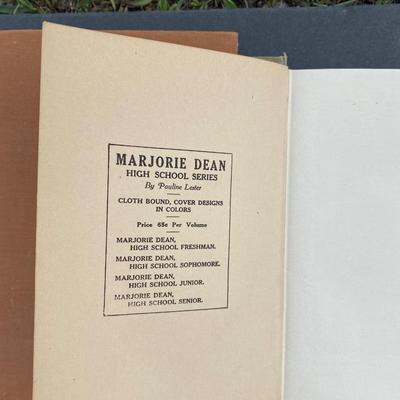 MARJORIE DEAN
HIGH SCHOOL SERIES
By Pauline Lester
CLOTH BOUND, COVER DESIGNS
IN COLORS
Price 68c Per Volume
MARJORIE DEAN,
HIGH SCHOOL FRESHMAN.
MARJORIE DEAN,
HIGH SCHOOL SOPHOMORE.
MARJORIE DEAN,
HIGH SCHOOL JUNIOR.
MARJORIE DEAN,
HIGH SCHOOL SENIOR.